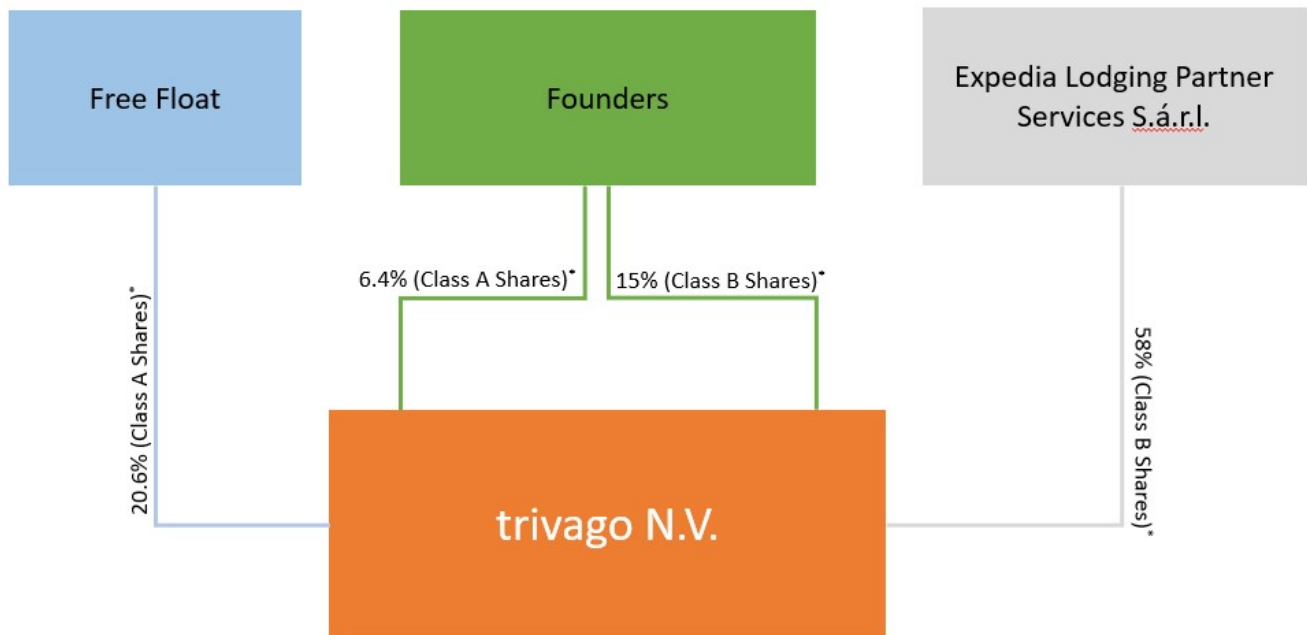 Free Float
Founders
Expedia Lodging Partner
Services S.á.r.l.
6.4% (Class A Shares)*
15% (Class B Shares)*
20.6% (Class A Shares)*
58% (Class B Shares)*
trivago N.V.